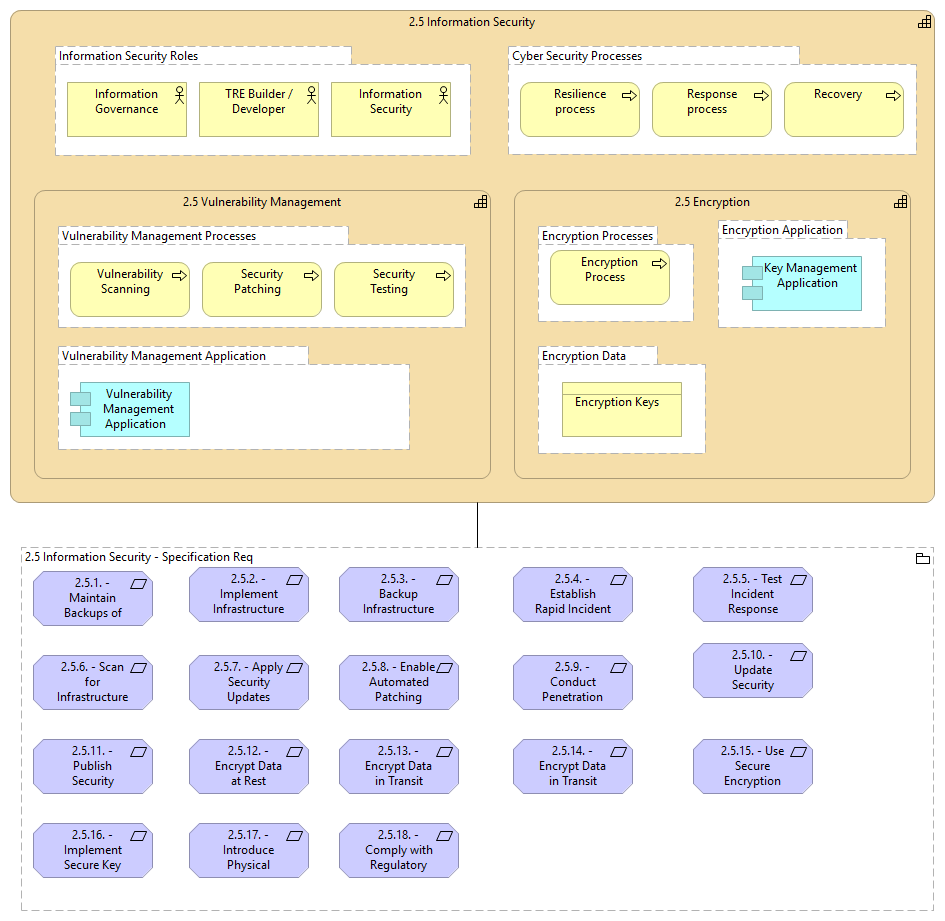 2.5 Information Security
Information Security Roles
Information
Governance
TRE Builder /
Developer
Information
Security
Cyber Security Processes
Resilience
process
Response
process
Recovery
2.5 Vulnerability Management
Vulnerability Management Processes
Vulnerability
Scanning
Security
Patching
Security
Testing
Vulnerability Management Application
Vulnerability
Management
Application
2.5 Encryption
Encryption Processes
Encryption
Process
Encryption Application
Key Management
Application
Encryption Data
Encryption Keys
2.5 Information Security - Specification Req
2.5.1. -
Maintain
Backups of
2.5.2. -
Implement
Infrastructure
2.5.3. -
Backup
Infrastructure
2.5.4. -
Establish
Rapid Incident
2.5.5. - Test
Incident
Response
2.5.6. - Scan
for
Infrastructure
2.5.7. - Apply
Security
Updates
2.5.8. - Enable
Automated
Patching
2.5.9. -
Conduct
Penetration
2.5.10. -
Update
Security
2.5.11. -
Publish
Security
2.5.12. -
Encrypt Data
at Rest
2.5.13. -
Encrypt Data
in Transit
2.5.14. -
Encrypt Data
in Transit
2.5.15. - Use
Secure
Encryption
2.5.16. -
Implement
Secure Key
2.5.17. -
Introduce
Physical
2.5.18. -
Comply with
Regulatory